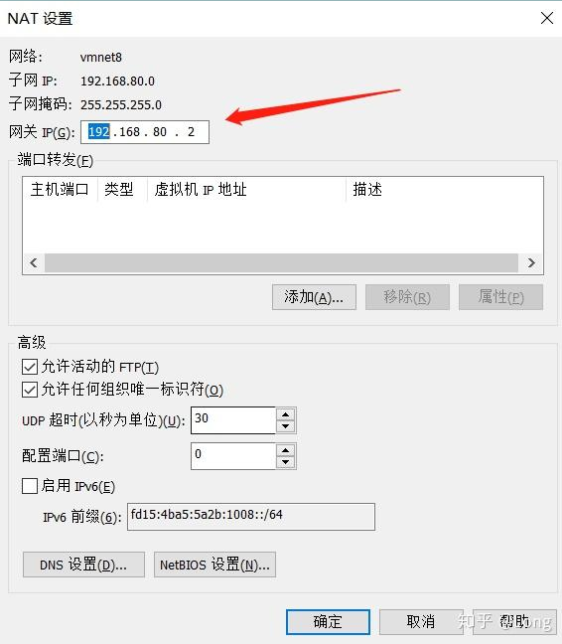 NAT 设置
网络: vmnet8
子网 IP: 192.168.80.0
子网掩码: 255.255.255.0
网关 IP(G): 192 . 168 . 80 . 2
端口转发(F)
主机端口 类型 虚拟机 IP 地址 描述
添加(A)... 移除(R) 属性(P)
高级
允许活动的 FTP(T)
允许任何组织唯一标识符(O)
UDP 超时(以秒为单位)(U): 30
配置端口(C): 0
启用 IPv6(E)
IPv6 前缀(6): fd15:4ba5:5a2b:1008::/64
DNS 设置(D)... NetBIOS 设置(N)...
确定 取消 帮助
知乎